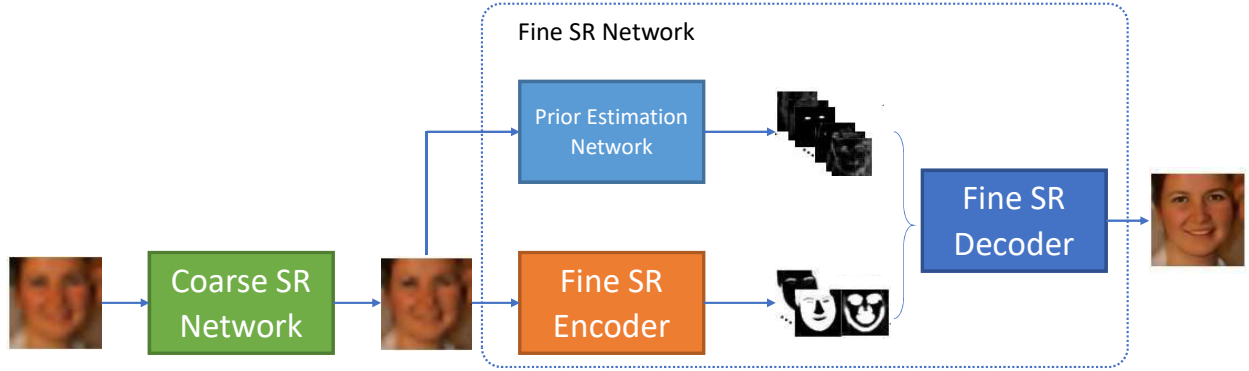 Fine SR Network
Prior Estimation
Network
Coarse SR
Network
Fine SR
Encoder
Fine SR
Decoder